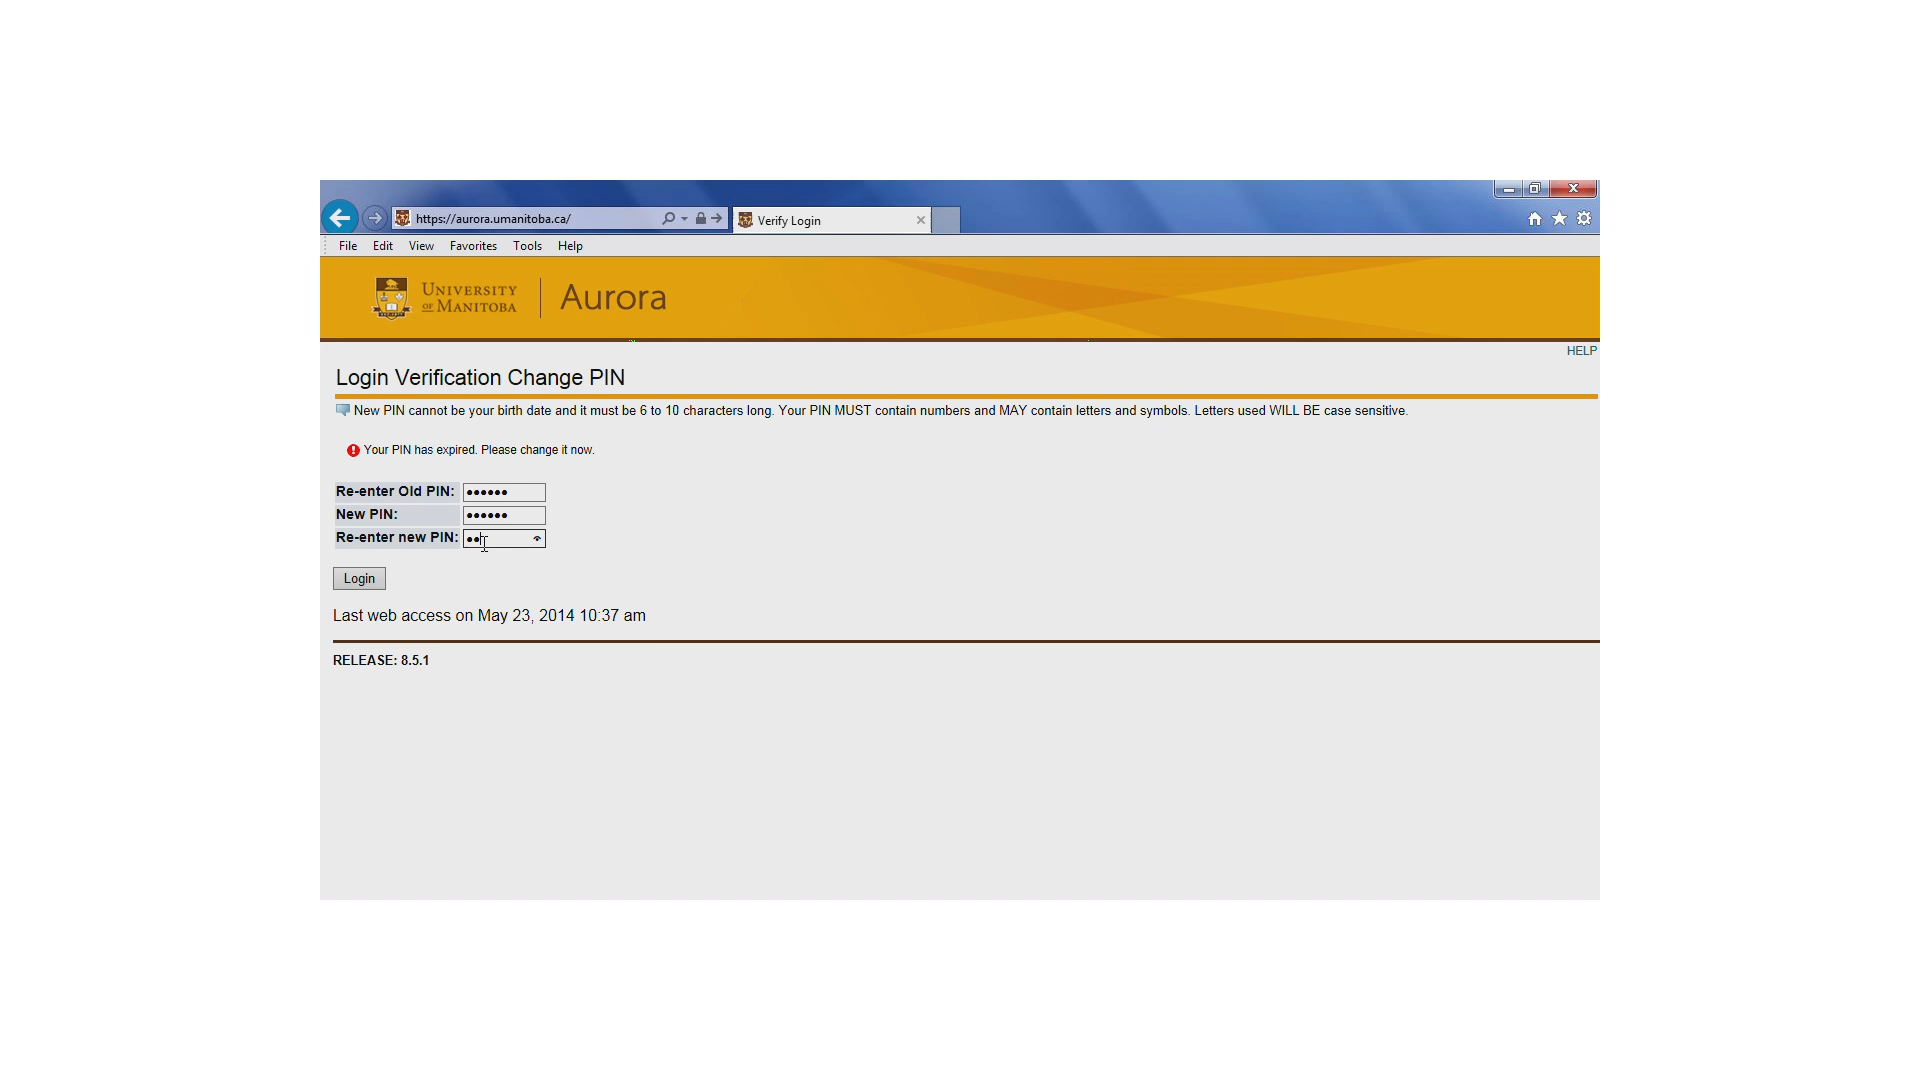 https://aurora.umanitoba.ca/
Verify Login
File Edit View Favorites Tools Help
UNIVERSITY
OF MANITOBA
Aurora
HELP
Login Verification Change PIN
New PIN cannot be your birth date and it must be 6 to 10 characters long. Your PIN MUST contain numbers and MAY contain letters and symbols. Letters used WILL BE case sensitive.
Your PIN has expired. Please change it now.
Re-enter Old PIN: ••••••
New PIN: ••••••
Re-enter new PIN: ••
Login
Last web access on May 23, 2014 10:37 am
RELEASE: 8.5.1